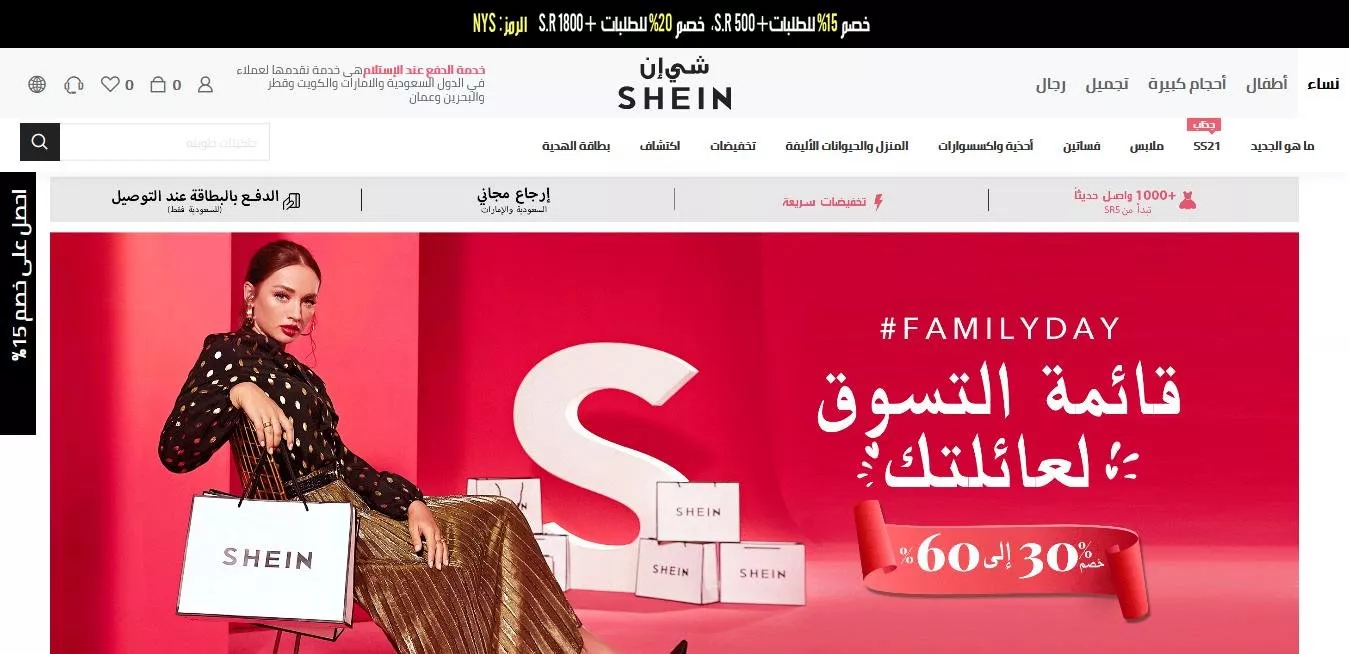 خصم 15% للطلبات +S.R 500، خصم 20% للطلبات +S.R 1800 الرمز: NYS
نساء
أطفال
أحجام كبيرة
تجميل
رجال
شي إن
SHEIN
خدمة الدفع عند الإستلام هي خدمة نقدمها لعملاء
في الدول السعودية والامارات والكويت وقطر
والبحرين وعمان
0
0
جذاب
ما هو الجديد
SS21
ملابس
فساتين
أحذية واكسسوارات
المنزل والحيوانات الأليفة
تخفيضات
اكتشاف
بطاقة الهدية
جاكيتات طويلة
+1000 واصل حديثاً
تبدأ من SR5
تخفيضات سريعة
إرجاع مجاني
السعودية والإمارات
الدفع بالبطاقة عند التوصيل
(للسعودية فقط)
احصل على خصم 15%
#FAMILYDAY
قائمة التسوق
لعائلتك
خصم 30% إلى 60%
SHEIN
SHEIN
SHEIN
SHEIN